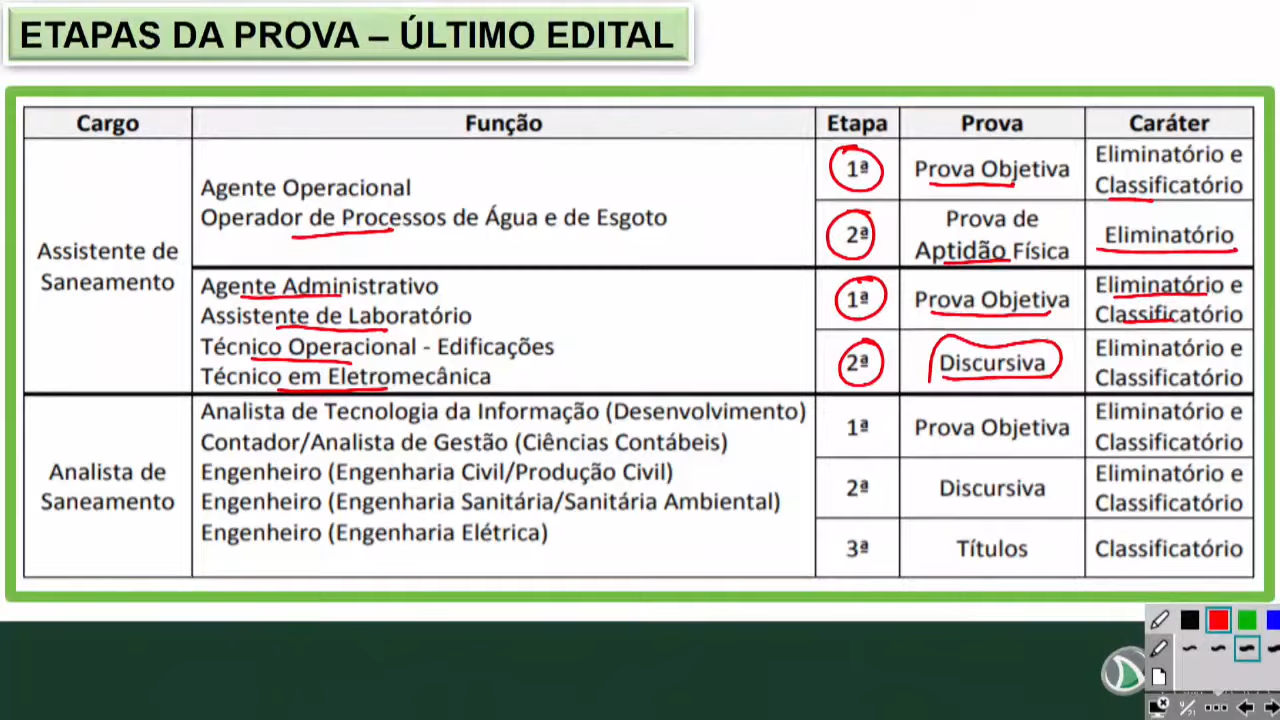 ETAPAS DA PROVA – ÚLTIMO EDITAL
Cargo Função Etapa Prova Caráter
Assistente de
Saneamento
Agente Operacional
Operador de Processos de Água e de Esgoto
1ª Prova Objetiva
Eliminatório e
Classificatório
2ª
Prova de
Aptidão Física
Eliminatório
Agente Administrativo
Assistente de Laboratório
Técnico Operacional - Edificações
Técnico em Eletromecânica
1ª Prova Objetiva
Eliminatório e
Classificatório
2ª Discursiva
Eliminatório e
Classificatório
Analista de
Saneamento
Analista de Tecnologia da Informação (Desenvolvimento)
Contador/Analista de Gestão (Ciências Contábeis)
Engenheiro (Engenharia Civil/Produção Civil)
Engenheiro (Engenharia Sanitária/Sanitária Ambiental)
Engenheiro (Engenharia Elétrica)
1ª Prova Objetiva
Eliminatório e
Classificatório
2ª Discursiva
Eliminatório e
Classificatório
3ª Títulos Classificatório